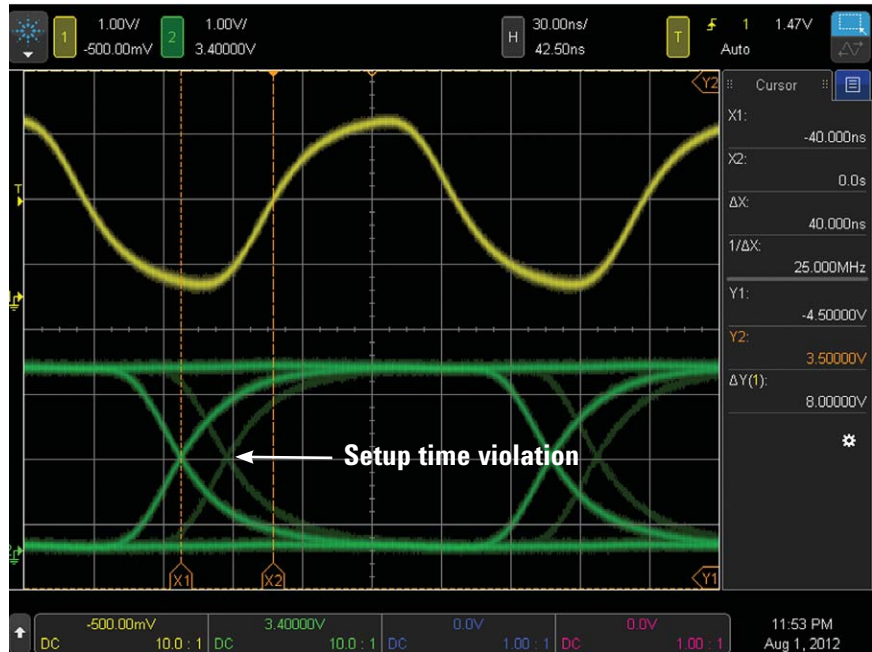 1 1.00V/ -500.00mV
2 1.00V/ 3.40000V
H 30.00ns/ 42.50ns
T 1 1.47V
Auto
Y2
Cursor
X1:
-40.000ns
X2:
0.0s
ΔX:
40.000ns
1/ΔX:
25.000MHz
Y1:
-4.50000V
Y2:
3.50000V
ΔY(1):
8.00000V
T
1
Setup time violation
2
X1 X2 Y1
-500.00mV 3.40000V 0.0V 0.0V
DC 10.0 : 1 DC 10.0 : 1 DC 1.00 : 1 DC 1.00 : 1
11:53 PM
Aug 1, 2012